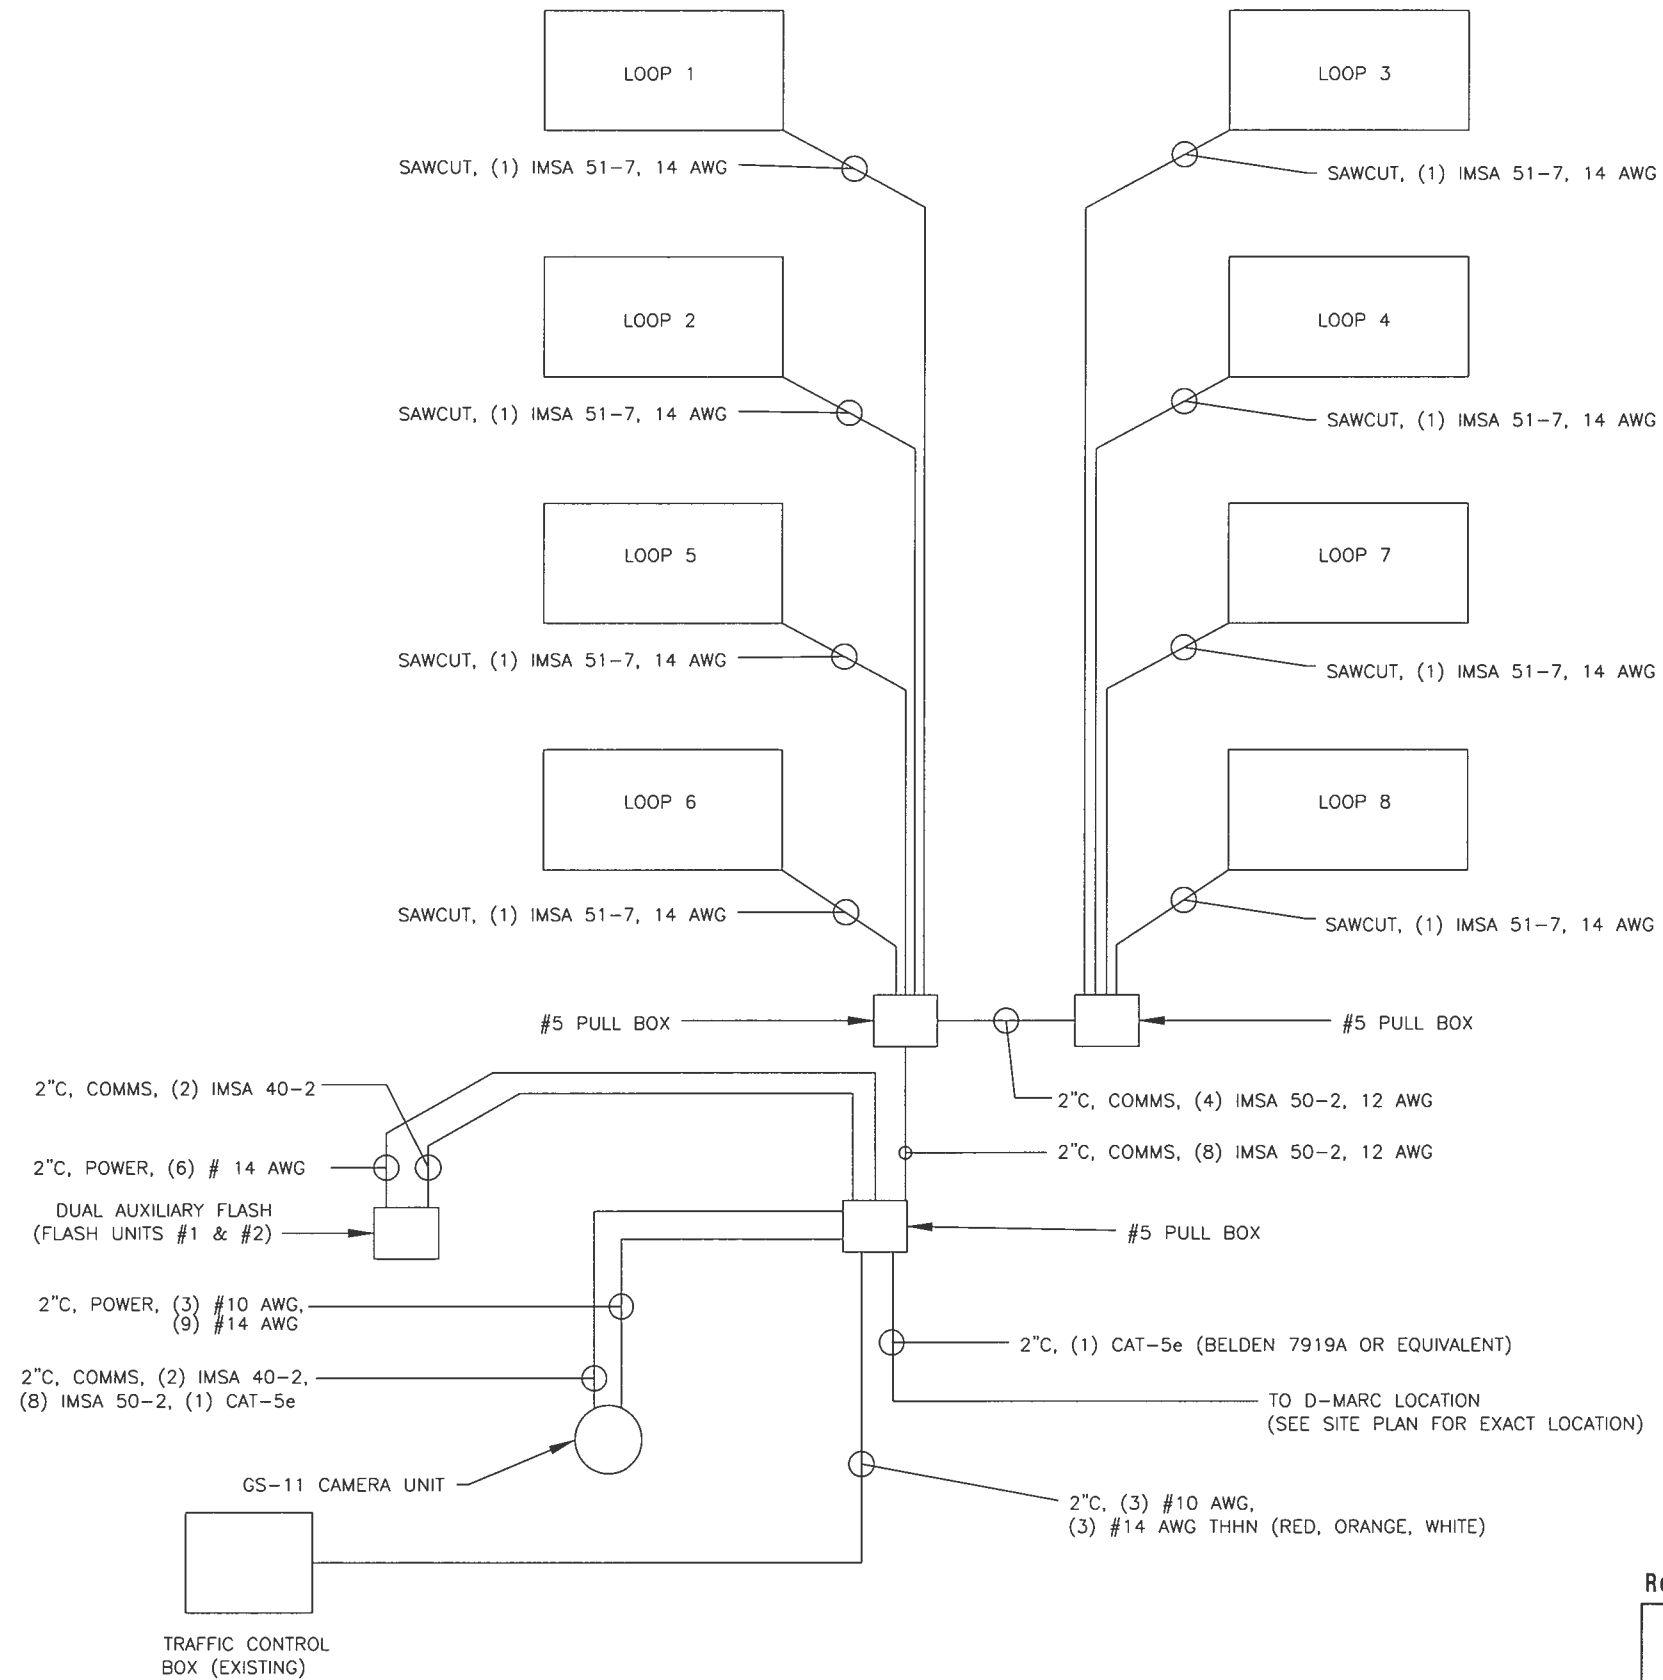 LOOP 1
LOOP 3
SAWCUT, (1) IMSA 51-7, 14 AWG
SAWCUT, (1) IMSA 51-7, 14 AWG
LOOP 2
LOOP 4
SAWCUT, (1) IMSA 51-7, 14 AWG
SAWCUT, (1) IMSA 51-7, 14 AWG
LOOP 5
LOOP 7
SAWCUT, (1) IMSA 51-7, 14 AWG
SAWCUT, (1) IMSA 51-7, 14 AWG
LOOP 6
LOOP 8
SAWCUT, (1) IMSA 51-7, 14 AWG
SAWCUT, (1) IMSA 51-7, 14 AWG
#5 PULL BOX
#5 PULL BOX
2"C, COMMS, (2) IMSA 40-2
2"C, COMMS, (4) IMSA 50-2, 12 AWG
2"C, COMMS, (8) IMSA 50-2, 12 AWG
2"C, POWER, (6) # 14 AWG
DUAL AUXILIARY FLASH
(FLASH UNITS #1 & #2)
#5 PULL BOX
2"C, POWER, (3) #10 AWG,
(9) #14 AWG
2"C, (1) CAT-5e (BELDEN 7919A OR EQUIVALENT)
2"C, COMMS, (2) IMSA 40-2,
(8) IMSA 50-2, (1) CAT-5e
TO D-MARC LOCATION
(SEE SITE PLAN FOR EXACT LOCATION)
GS-11 CAMERA UNIT
2"C, (3) #10 AWG,
(3) #14 AWG THHN (RED, ORANGE, WHITE)
TRAFFIC CONTROL
BOX (EXISTING)